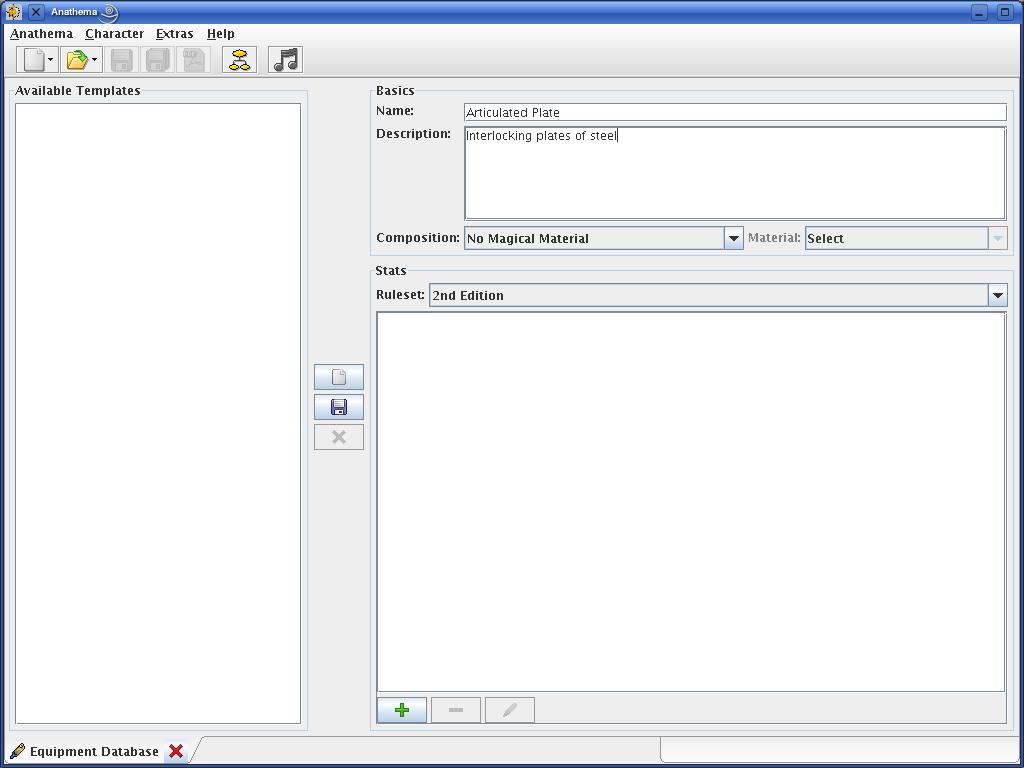 Anathema
Anathema Character Extras Help
Available Templates
Basics
Name: Articulated Plate
Description: Interlocking plates of steel
Composition: No Magical Material Material: Select
Stats
Ruleset: 2nd Edition
Equipment Database